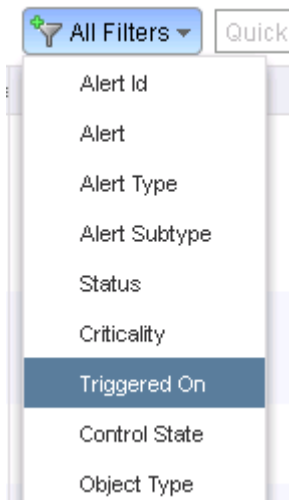 All Filters Quick
Alert Id
Alert
Alert Type
Alert Subtype
Status
Criticality
Triggered On
Control State
Object Type